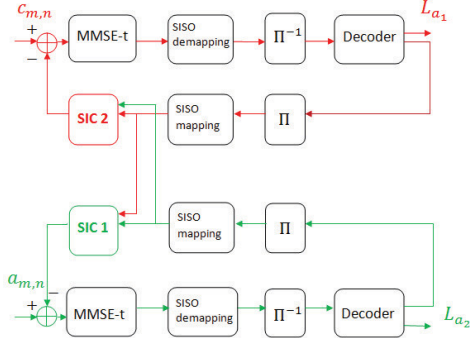 c_{m,n}
+
−
MMSE-t
SISO
demapping
Π⁻¹
Decoder
L_{a_1}
SIC 2
SISO
mapping
Π
SIC 1
SISO
mapping
Π
a_{m,n}
−
+
MMSE-t
SISO
demapping
Π⁻¹
Decoder
L_{a_2}